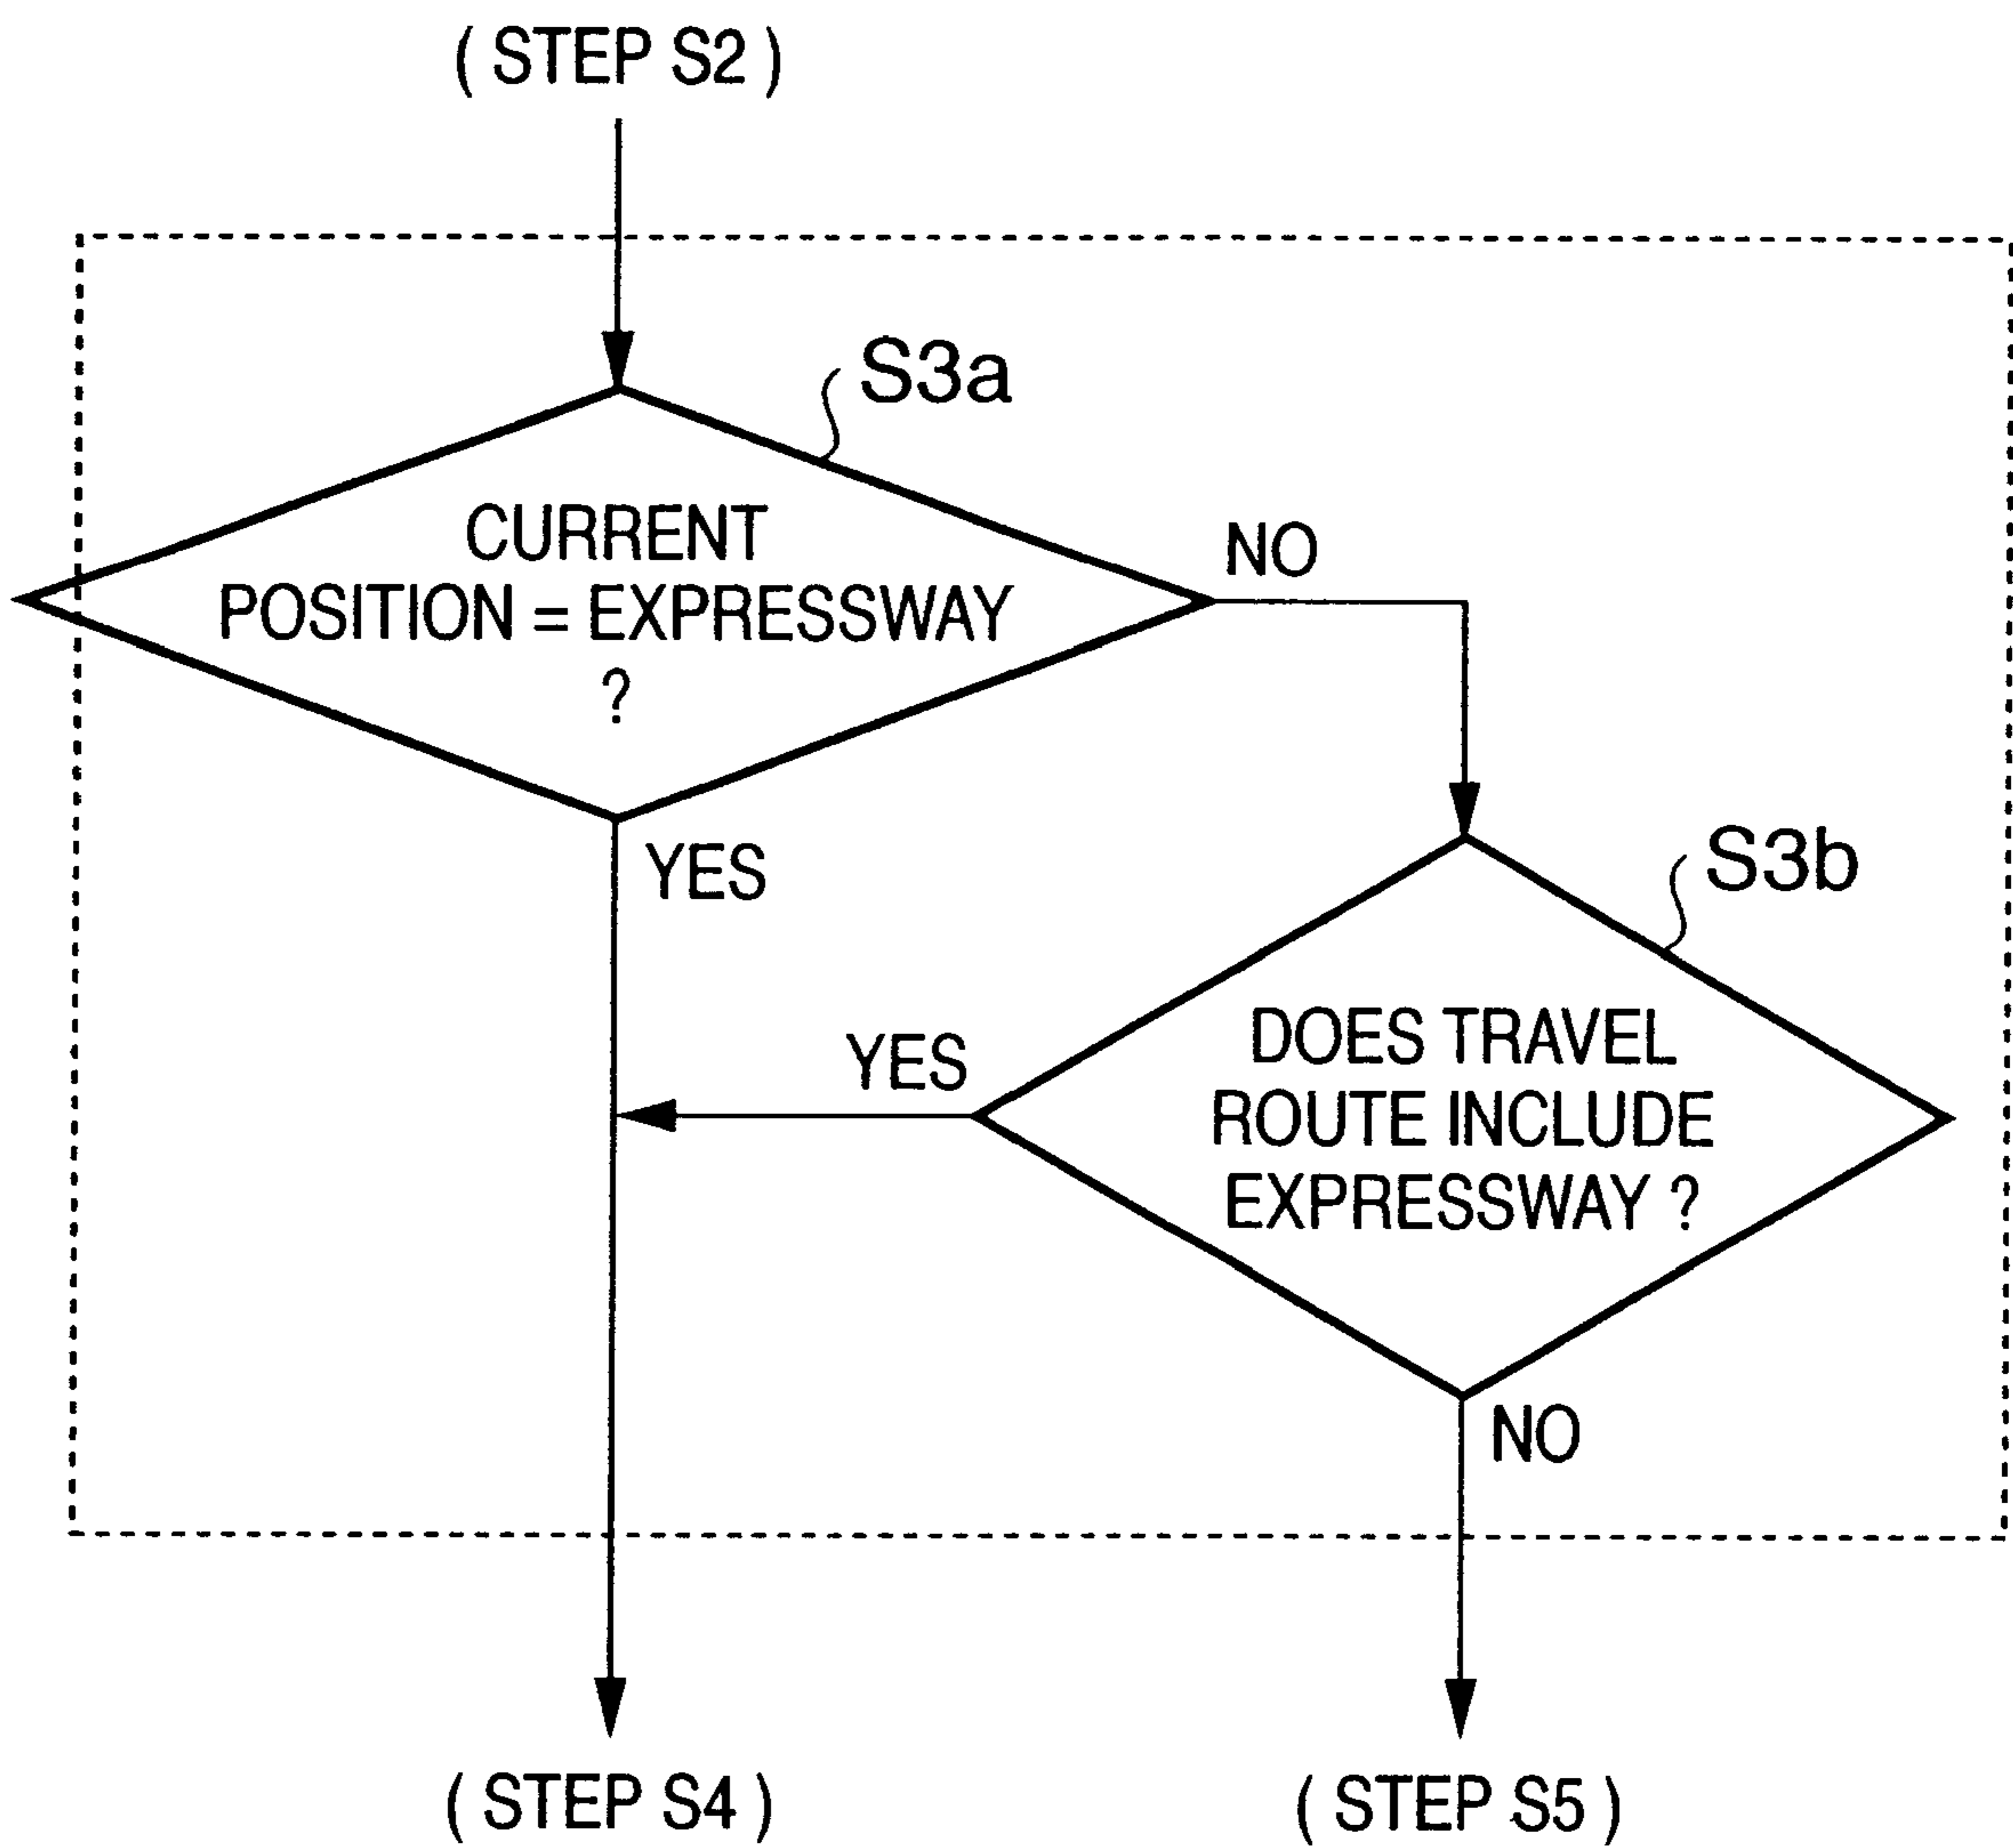 ( STEP S2 )
S3a
CURRENT
POSITION = EXPRESSWAY
?
NO
YES
S3b
DOES TRAVEL
ROUTE INCLUDE
EXPRESSWAY ?
YES
NO
( STEP S4 )
( STEP S5 )